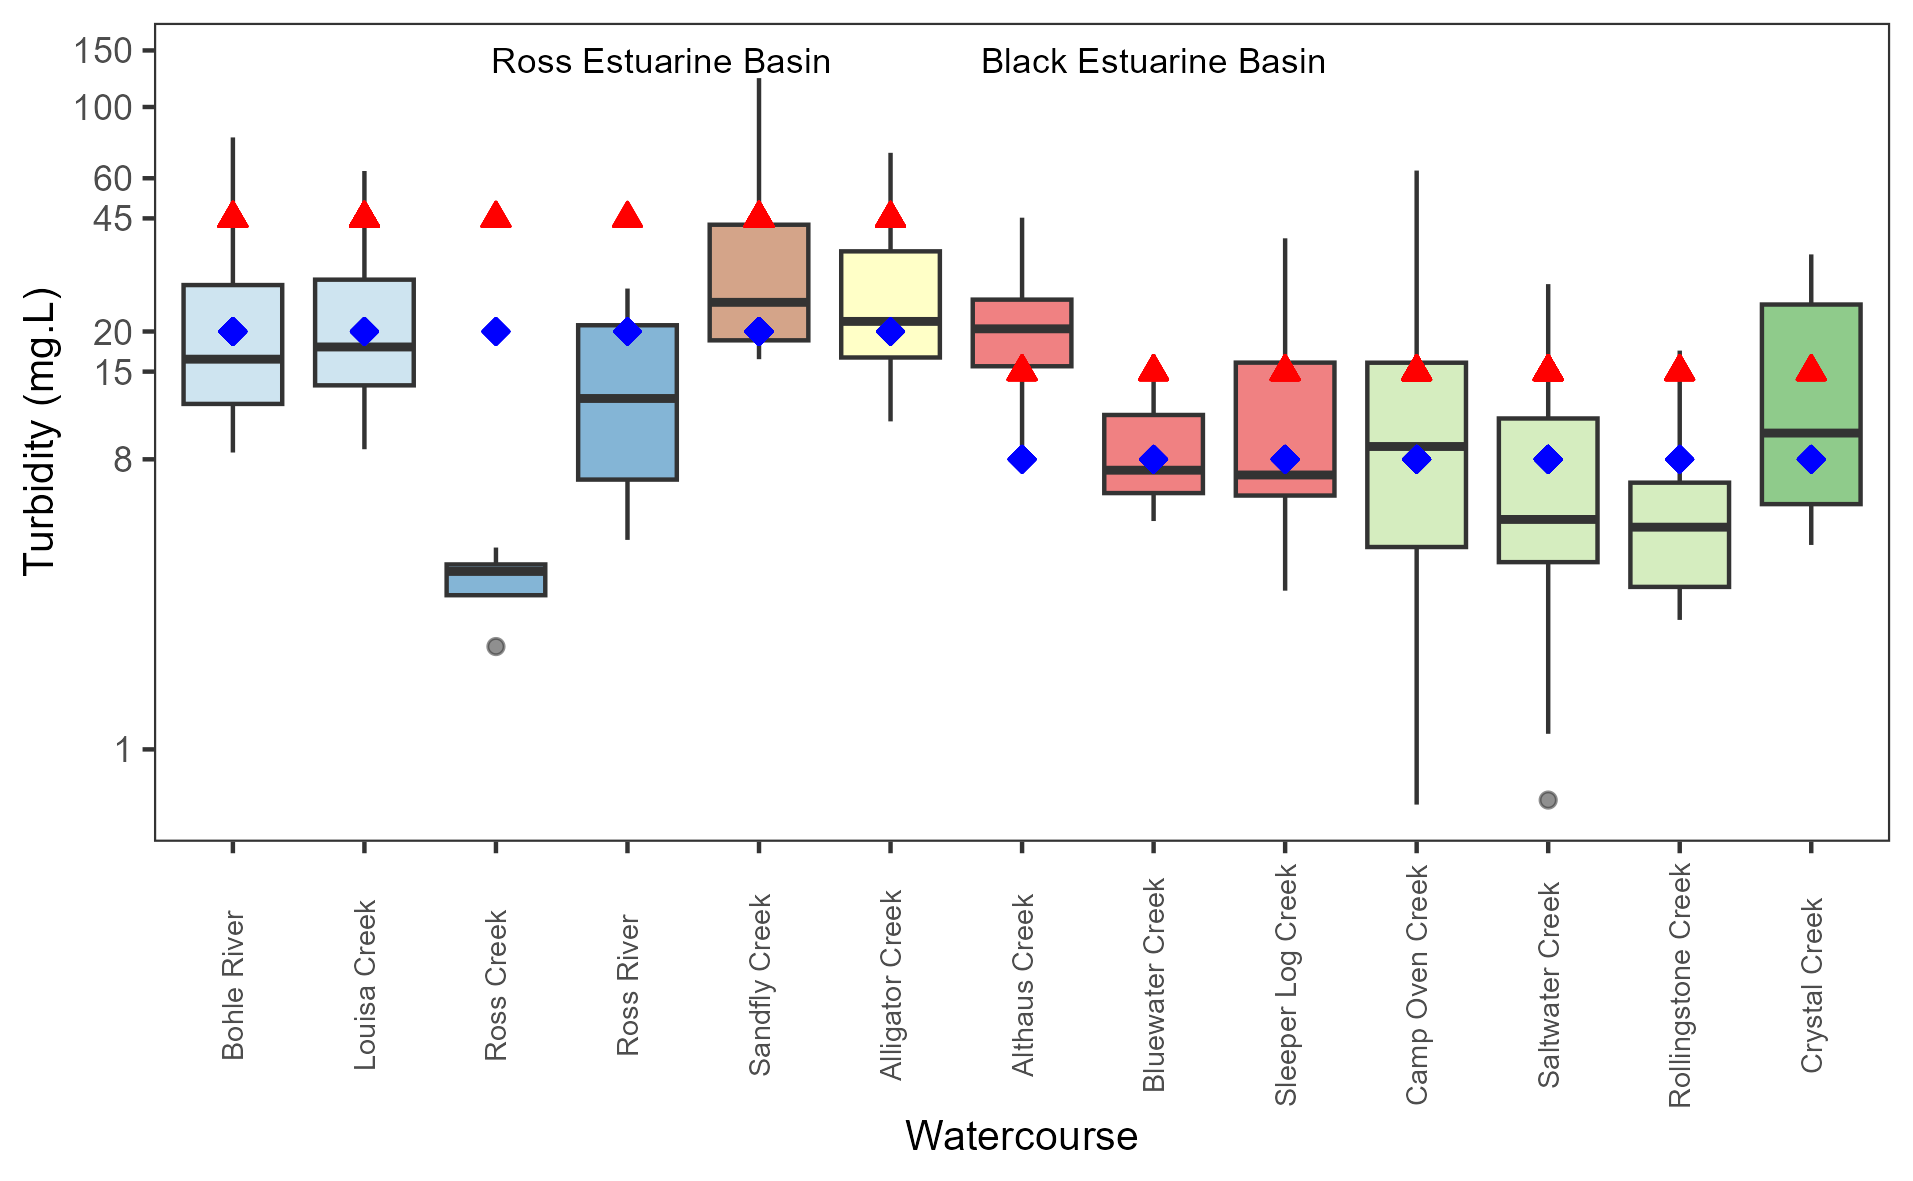 Ross Estuarine Basin
Black Estuarine Basin
150
100
60
45
20
15
8
1
Turbidity (mg.L)
Bohle River
Louisa Creek
Ross Creek
Ross River
Sandfly Creek
Alligator Creek
Althaus Creek
Bluewater Creek
Sleeper Log Creek
Camp Oven Creek
Saltwater Creek
Rollingstone Creek
Crystal Creek
Watercourse